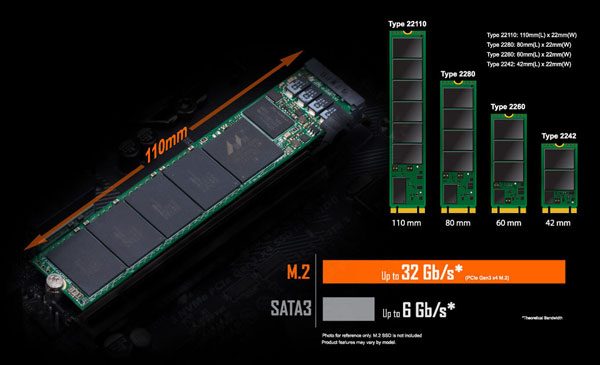 Type 22110
Type 22110: 110mm(L) x 22mm(W)
Type 2280: 80mm(L) x 22mm(W)
Type 2260: 60mm(L) x 22mm(W)
Type 2242: 42mm(L) x 22mm(W)
Type 2280
Type 2260
Type 2242
110mm
110 mm
80 mm
60 mm
42 mm
M.2
Up to 32 Gb/s* (PCIe Gen3 x4 M.2)
SATA3
Up to 6 Gb/s*
*Theoretical Bandwidth
Photo for reference only. M.2 SSD is not included
Product features may vary by model.